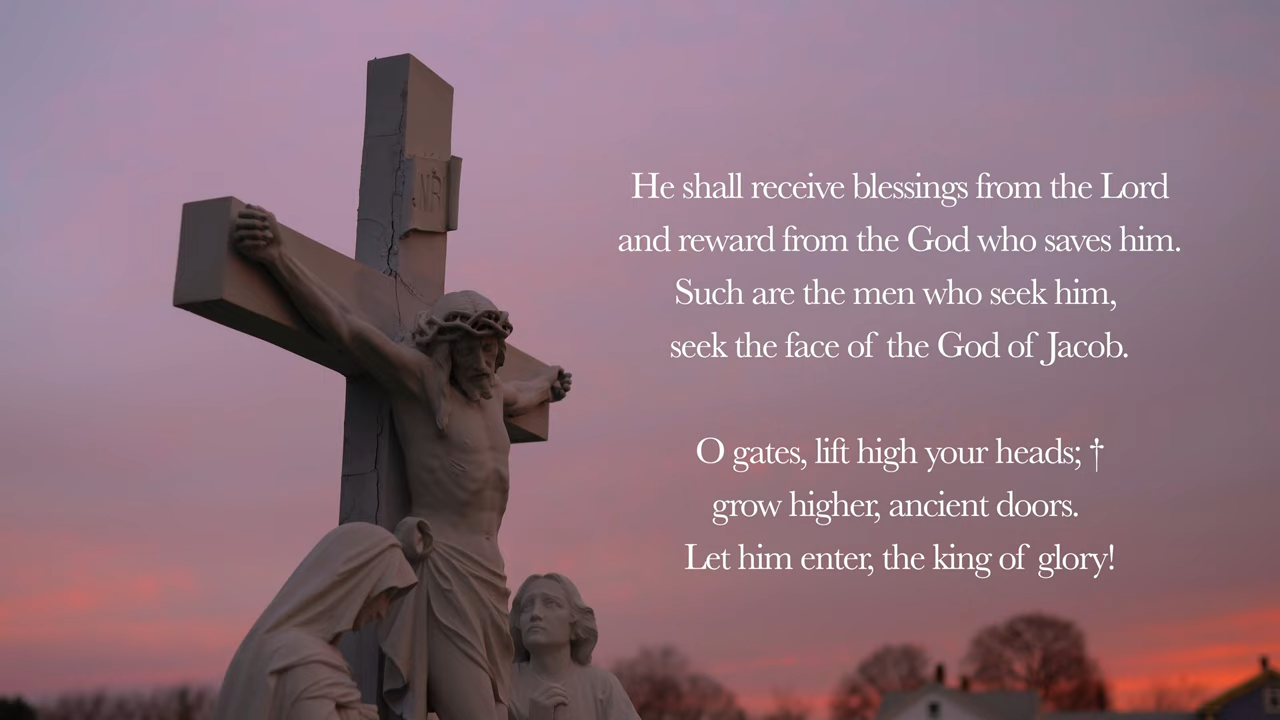 INRI
He shall receive blessings from the Lord
and reward from the God who saves him.
Such are the men who seek him,
seek the face of the God of Jacob.
O gates, lift high your heads; †
grow higher, ancient doors.
Let him enter, the king of glory!